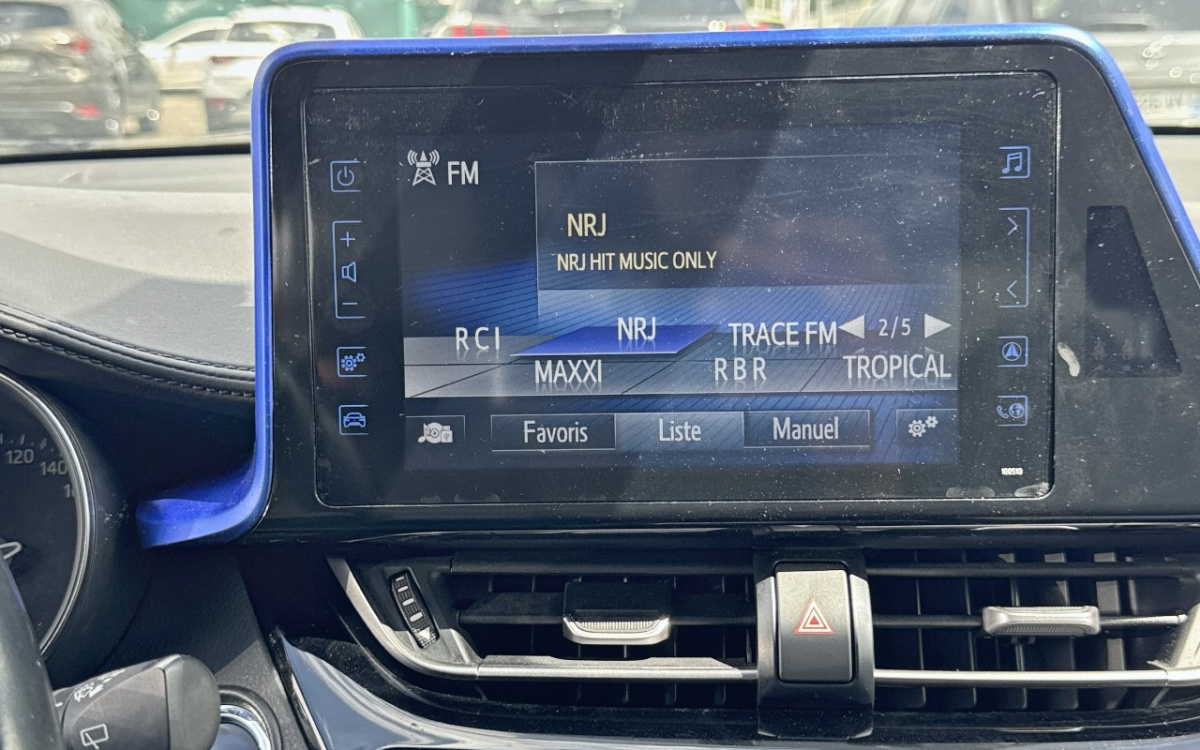 FM
NRJ
NRJ HIT MUSIC ONLY
RCI NRJ TRACE FM 2/5
MAXXI RBR TROPICAL
Favoris Liste Manuel
100510
120
140